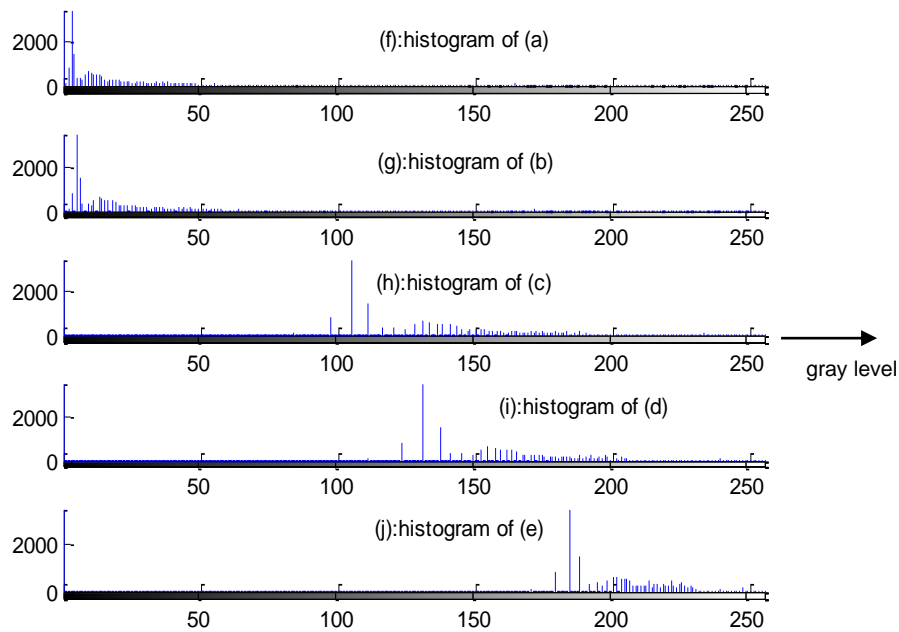 (f):histogram of (a)
2000
0
50 100 150 200 250
(g):histogram of (b)
2000
0
50 100 150 200 250
(h):histogram of (c)
2000
0
50 100 150 200 250
gray level
(i):histogram of (d)
2000
0
50 100 150 200 250
(j):histogram of (e)
2000
0
50 100 150 200 250